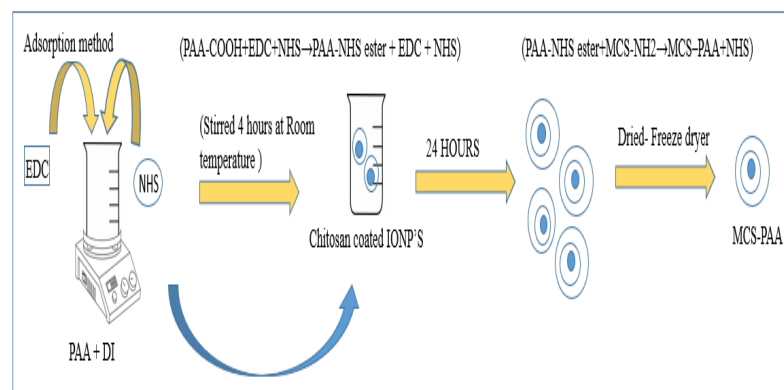 Adsorption method
(PAA-COOH+EDC+NHS→PAA-NHS ester + EDC + NHS)
(PAA-NHS ester+MCS-NH2→MCS–PAA+NHS)
EDC
NHS
(Stirred 4 hours at Room
temperature )
24 HOURS
Dried- Freeze dryer
Chitosan coated IONP'S
MCS-PAA
PAA + DI